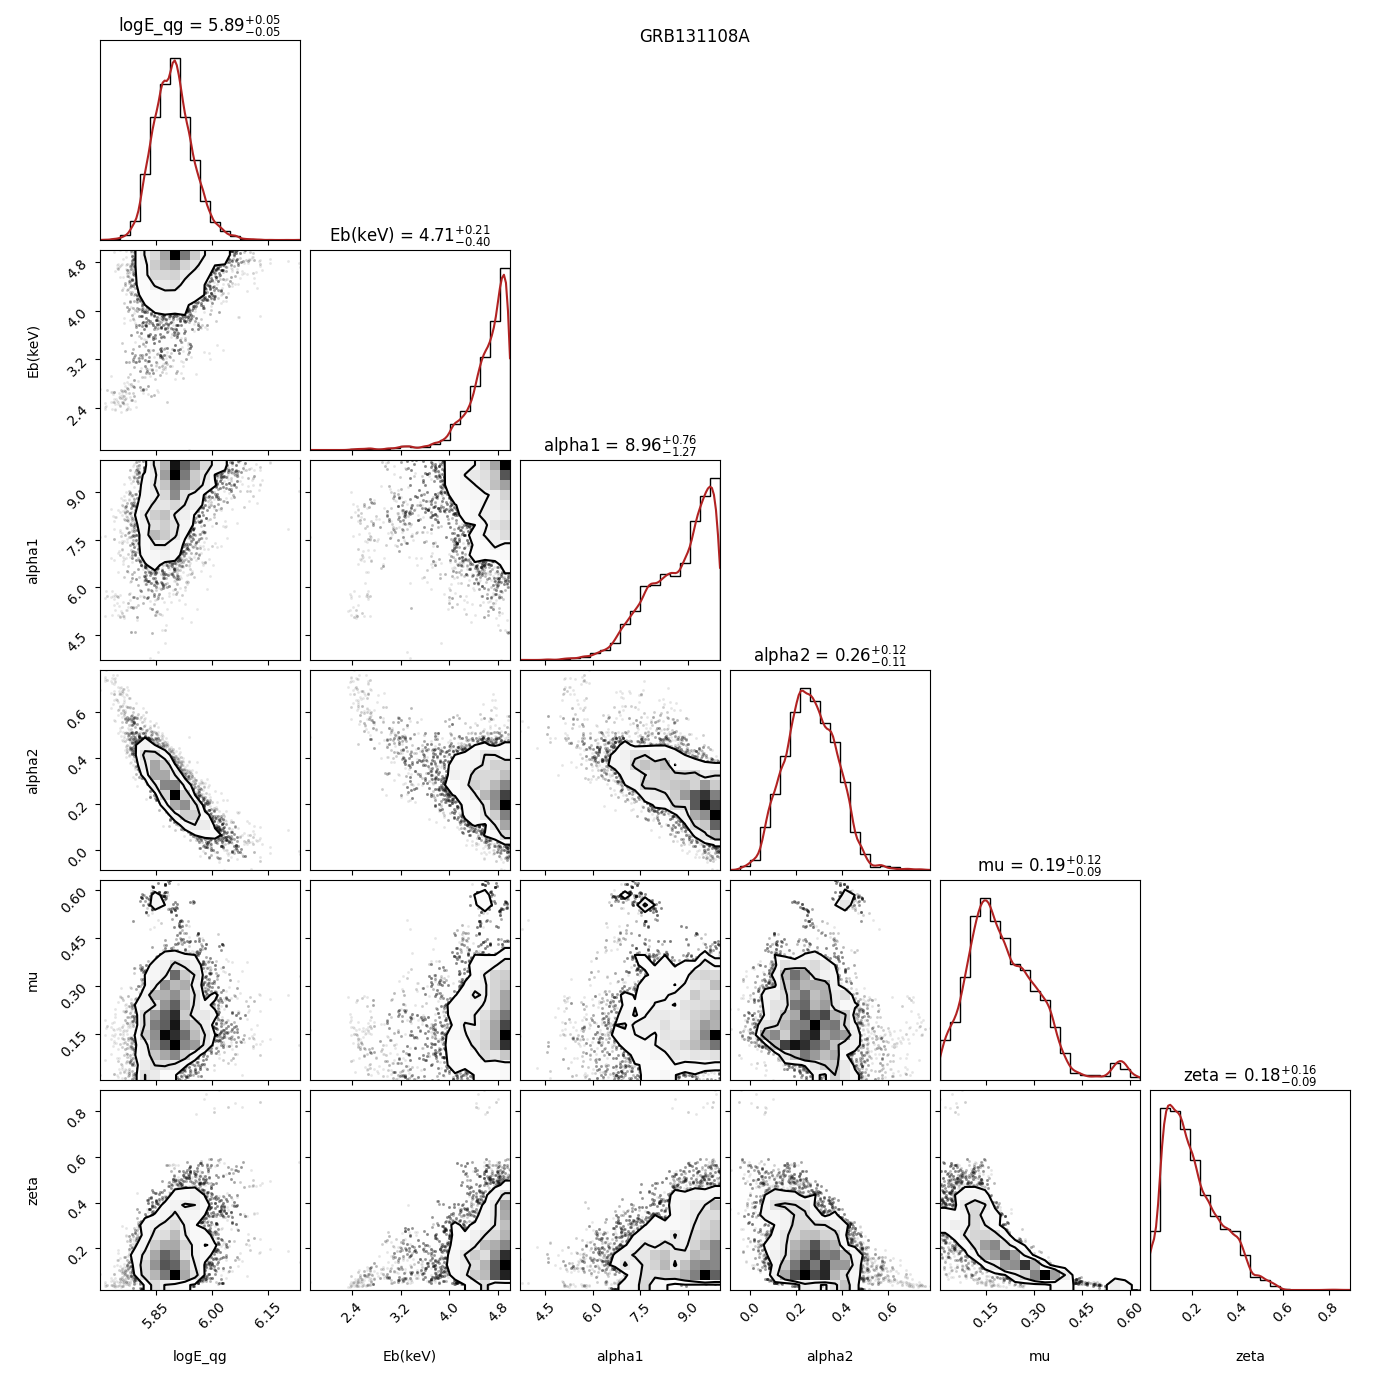 logE_qg = 5.89+0.05−0.05
GRB131108A
Eb(keV) = 4.71+0.21−0.40
4.8
4.0
3.2
2.4
Eb(keV)
alpha1 = 8.96+0.76−1.27
9.0
7.5
6.0
4.5
alpha1
alpha2 = 0.26+0.12−0.11
0.6
0.4
0.2
0.0
alpha2
mu = 0.19+0.12−0.09
0.60
0.45
0.30
0.15
mu
zeta = 0.18+0.16−0.09
0.8
0.6
0.4
0.2
zeta
5.85 6.00 6.15 2.4 3.2 4.0 4.8 4.5 6.0 7.5 9.0 0.0 0.2 0.4 0.6 0.15 0.30 0.45 0.60 0.2 0.4 0.6 0.8
logE_qg Eb(keV) alpha1 alpha2 mu zeta